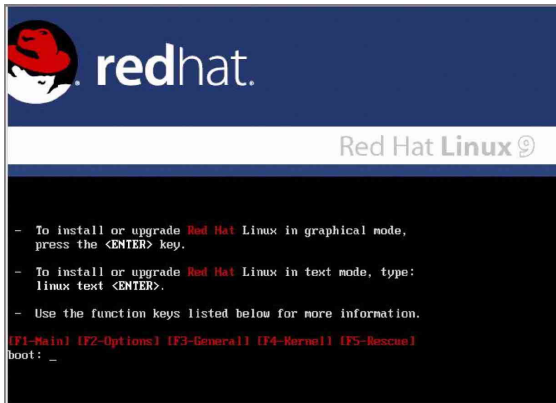 redhat.
Red Hat Linux 9
- To install or upgrade Red Hat Linux in graphical mode,
press the <ENTER> key.
- To install or upgrade Red Hat Linux in text mode, type:
linux text <ENTER>.
- Use the function keys listed below for more information.
[F1-Main] [F2-Options] [F3-General] [F4-Kernel] [F5-Rescue]
boot: _